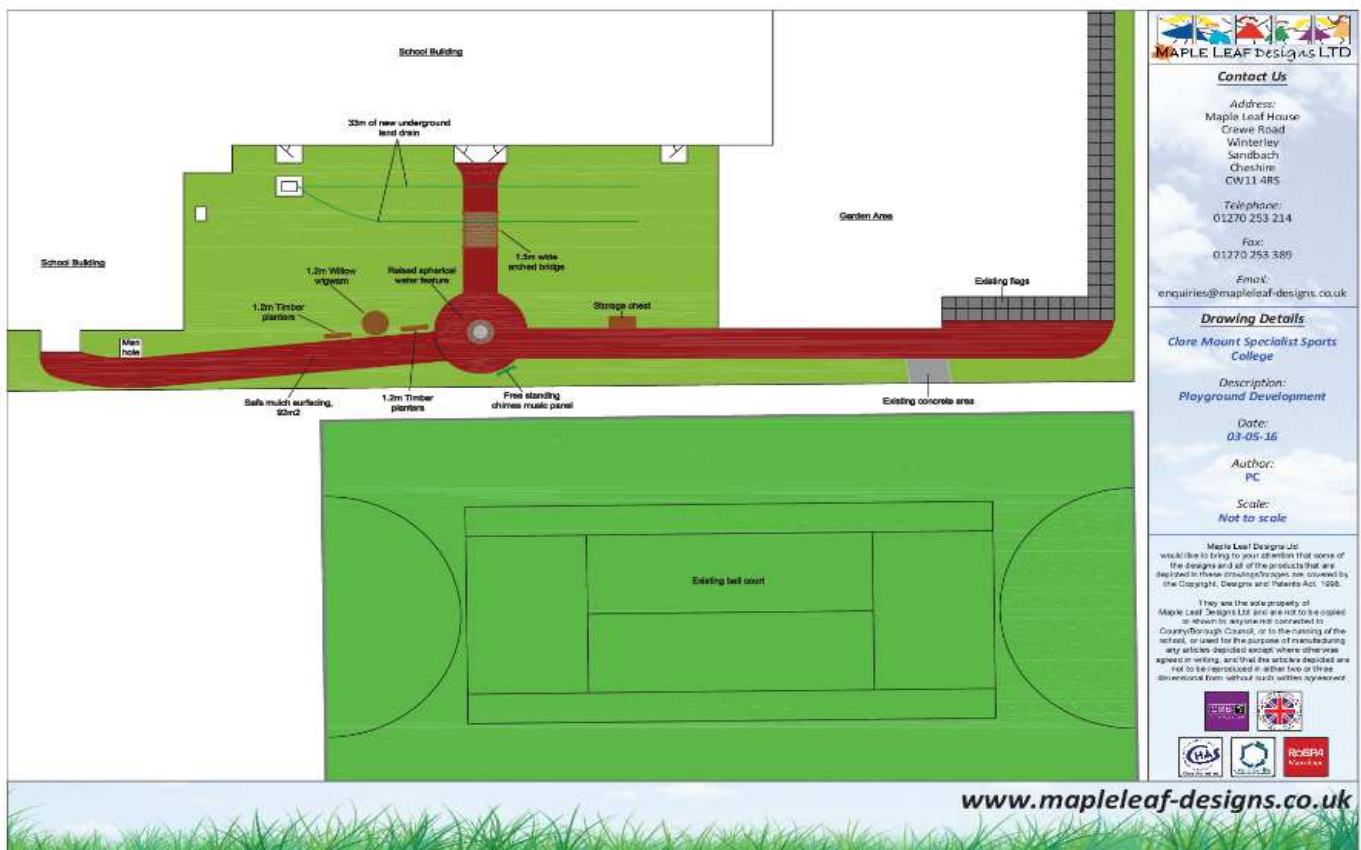 School Building
33m of new underground
land drain
Garden Area
School Building
1.2m Willow
wigwam
Raised spherical
water feature
1.5m wide
arched bridge
Existing flags
1.2m Timber
planters
Storage chest
Man
hole
Safa mulch surfacing,
92m2
1.2m Timber
planters
Free standing
chimes music panel
Existing concrete area
Existing ball court
MAPLE LEAF Designs LTD
Contact Us
Address:
Maple Leaf House
Crewe Road
Winterley
Sandbach
Cheshire
CW11 4RS
Telephone:
01270 253 214
Fax:
01270 253 389
Email:
enquiries@mapleleaf-designs.co.uk
Drawing Details
Clare Mount Specialist Sports
College
Description:
Playground Development
Date:
03-05-16
Author:
PC
Scale:
Not to scale
Maple Leaf Designs Ltd
would like to bring to your attention that some of
the designs and all of the products that are
depicted in these drawings/images are covered by
the Copyright, Designs and Patents Act, 1998.
They are the sole property of
Maple Leaf Designs Ltd and are not to be copied
or shown to anyone not connected to
County/Borough Council, or to the running of the
school, or used for the purpose of manufacturing
any articles depicted except where otherwise
agreed in writing, and that the articles depicted are
not to be reproduced in either two or three
dimensional form without such written agreement
CHAS
RoSPA
Member
www.mapleleaf-designs.co.uk